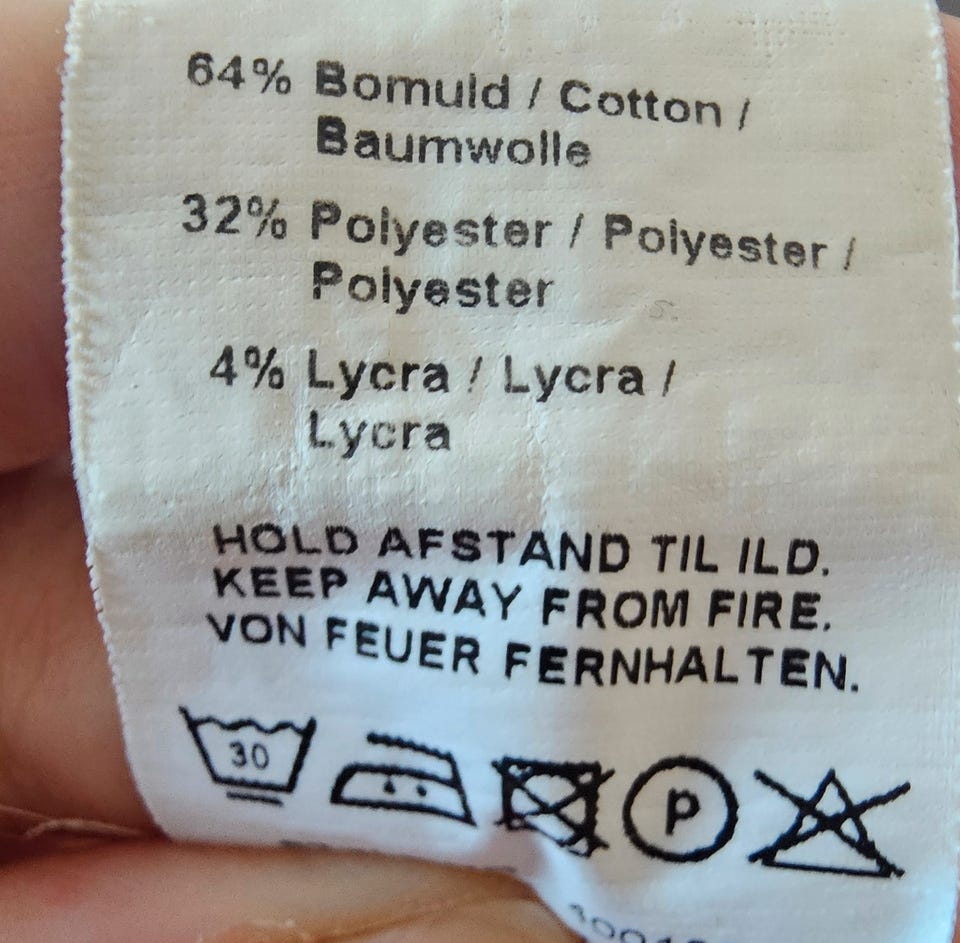 64% Bomuld / Cotton /
Baumwolle
32% Polyester / Polyester /
Polyester
4% Lycra / Lycra /
Lycra
HOLD AFSTAND TIL ILD.
KEEP AWAY FROM FIRE.
VON FEUER FERNHALTEN.
30
P